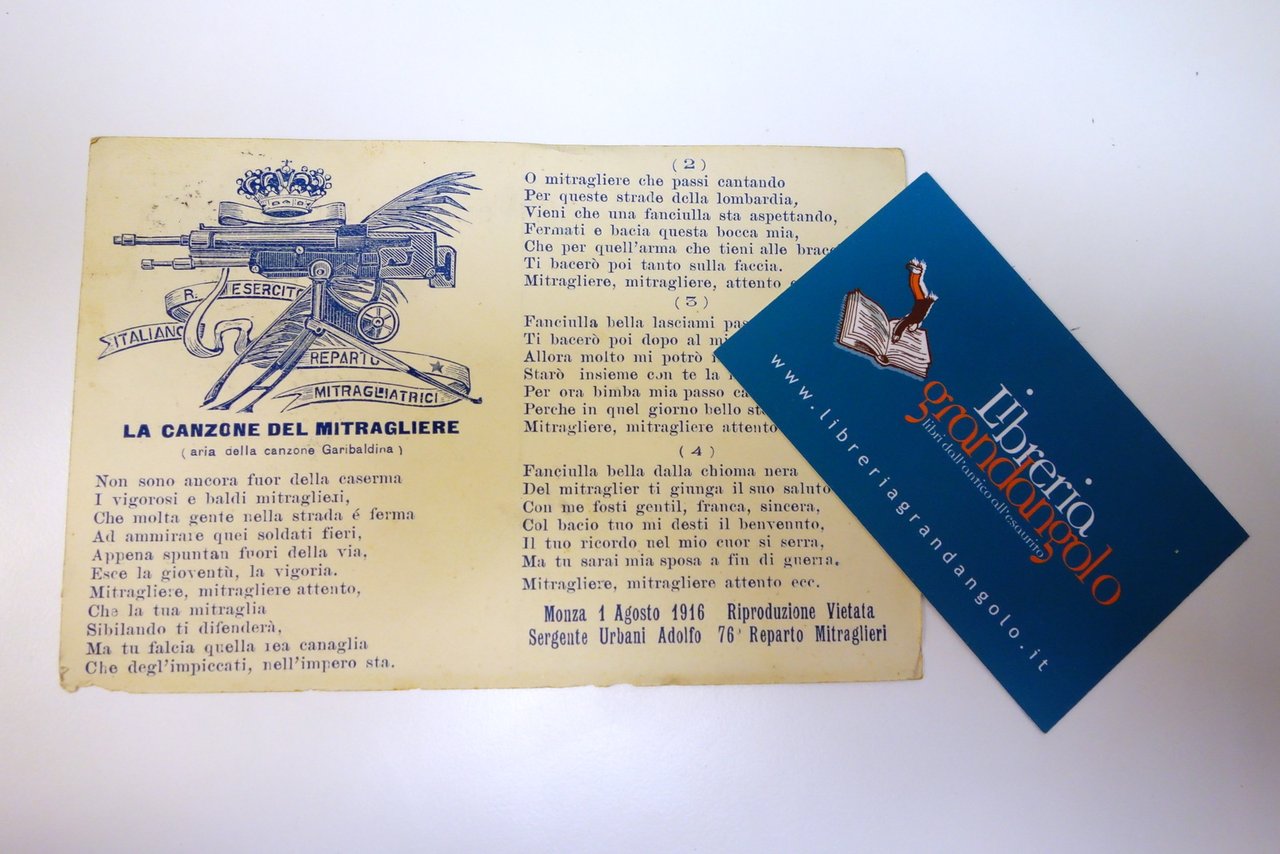 R. ESERCITO
ITALIANO
REPARTO
MITRAGLIATRICI
LA CANZONE DEL MITRAGLIERE
( aria della canzone Garibaldina )
Non sono ancora fuor della caserma
I vigorosi e baldi mitraglieri,
Che molta gente nella strada é ferma
Ad ammirare quei soldati fieri,
Appena spuntan fuori della via,
Esce la gioventù, la vigoria.
Mitragliere, mitragliere attento,
Che la tua mitraglia
Sibilando ti difenderà,
Ma tu falcia quella rea canaglia
Che degl'impiccati, nell'impero sta.
( 2 )
O mitragliere che passi cantando
Per queste strade della lombardia,
Vieni che una fanciulla sta aspettando,
Fermati e bacia questa bocca mia,
Che per quell'arma che tieni alle
Ti bacerò poi tanto sulla faccia.
Mitragliere, mitragliere, attento
( 3 )
Fanciulla bella lasciami
Ti bacerò poi dopo al
Allora molto mi potrò
Starò insieme con te la
Per ora bimba mia passo
Perche in quel giorno bello
Mitragliere, mitragliere attento
( 4 )
Fanciulla bella dalla chioma nera
Del mitraglier ti giunga il suo saluto
Con me fosti gentil, franca, sincera,
Col bacio tuo mi desti il benvenuto,
Il tuo ricordo nel mio cuor si serra,
Ma tu sarai mia sposa a fin di guerra.
Mitragliere, mitragliere attento ecc.
Monza 1 Agosto 1916 Riproduzione Vietata
Sergente Urbani Adolfo 76° Reparto Mitraglieri
Libreria
grandangolo
libri dall'antico all'esaurito
www.libreriagrandangolo.it